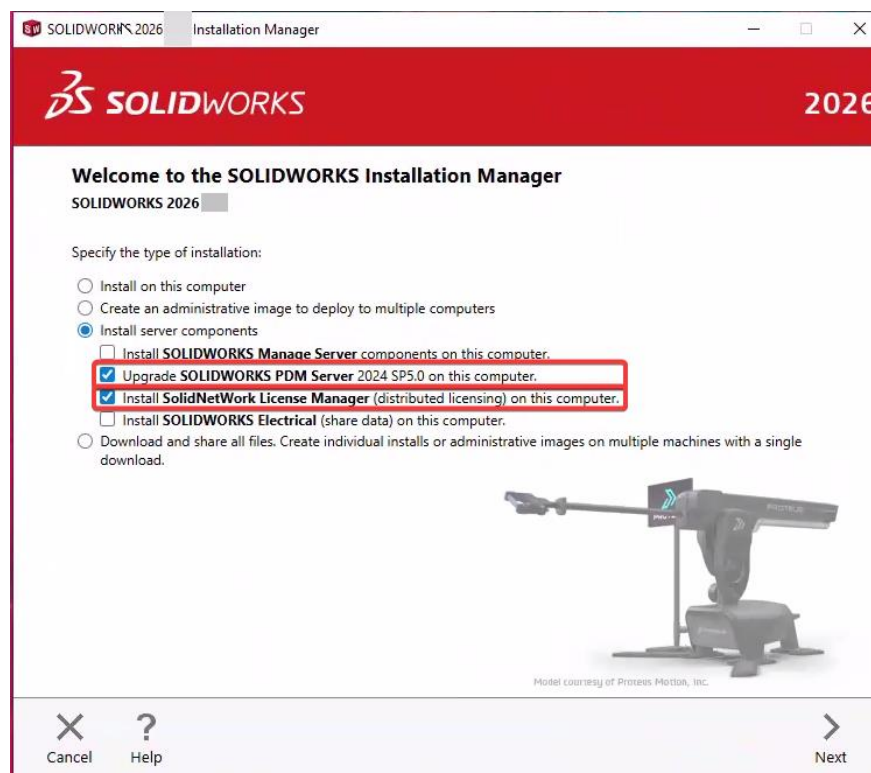 SOLIDWORKS 2026 Installation Manager
3DS SOLIDWORKS
2026
Welcome to the SOLIDWORKS Installation Manager
SOLIDWORKS 2026
Specify the type of installation:
Install on this computer
Create an administrative image to deploy to multiple computers
Install server components
Install SOLIDWORKS Manage Server components on this computer.
Upgrade SOLIDWORKS PDM Server 2024 SP5.0 on this computer.
Install SolidNetWork License Manager (distributed licensing) on this computer.
Install SOLIDWORKS Electrical (share data) on this computer.
Download and share all files. Create individual installs or administrative images on multiple machines with a single
download.
PROTEUS
Model courtesy of Proteus Motion, Inc.
Cancel
Help
Next